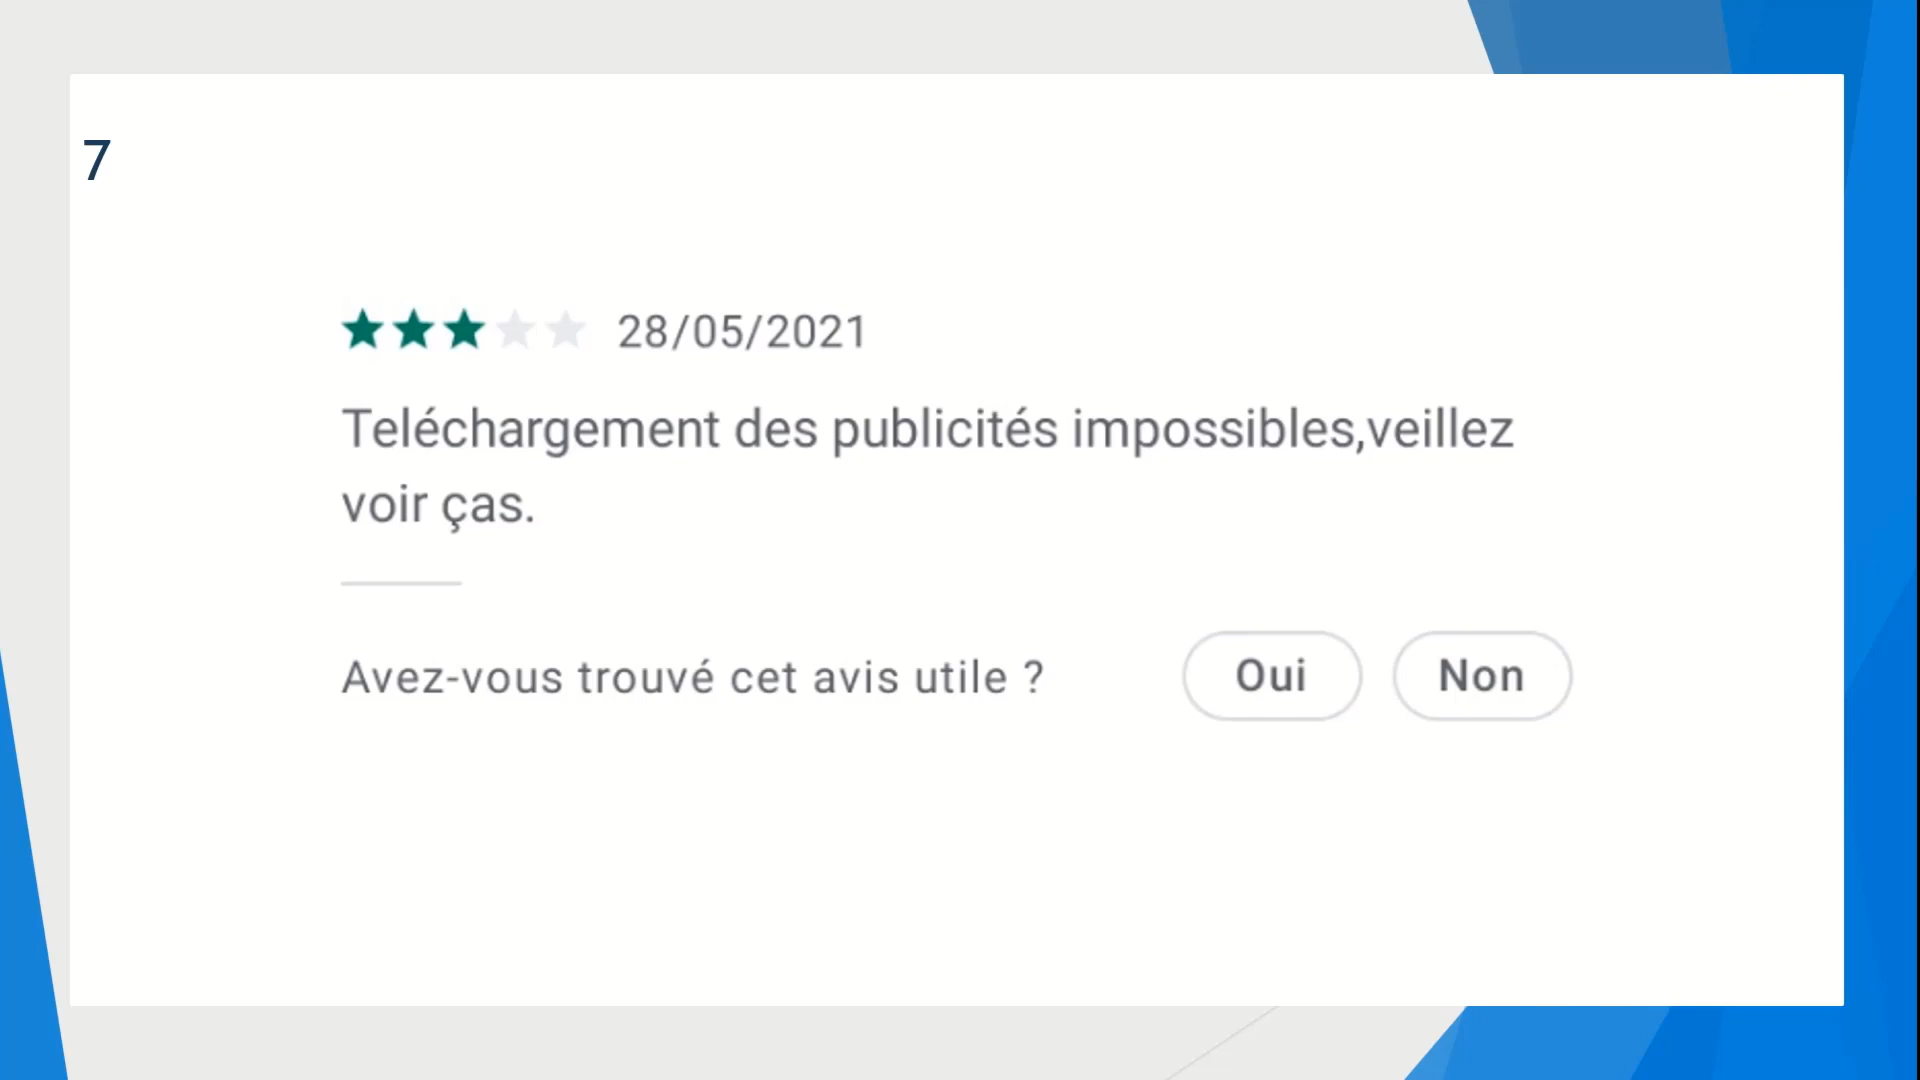 7
28/05/2021
Teléchargement des publicités impossibles,veillez
voir ças.
Avez-vous trouvé cet avis utile ?
Oui
Non